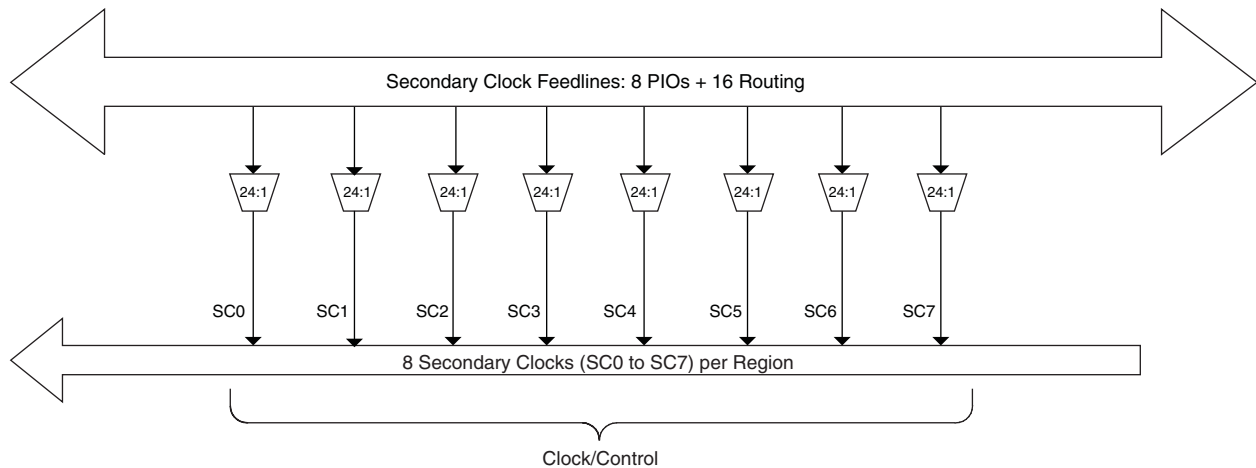 Secondary Clock Feedlines: 8 PIOs + 16 Routing
24:1 24:1 24:1 24:1 24:1 24:1 24:1 24:1
SC0 SC1 SC2 SC3 SC4 SC5 SC6 SC7
8 Secondary Clocks (SC0 to SC7) per Region
Clock/Control